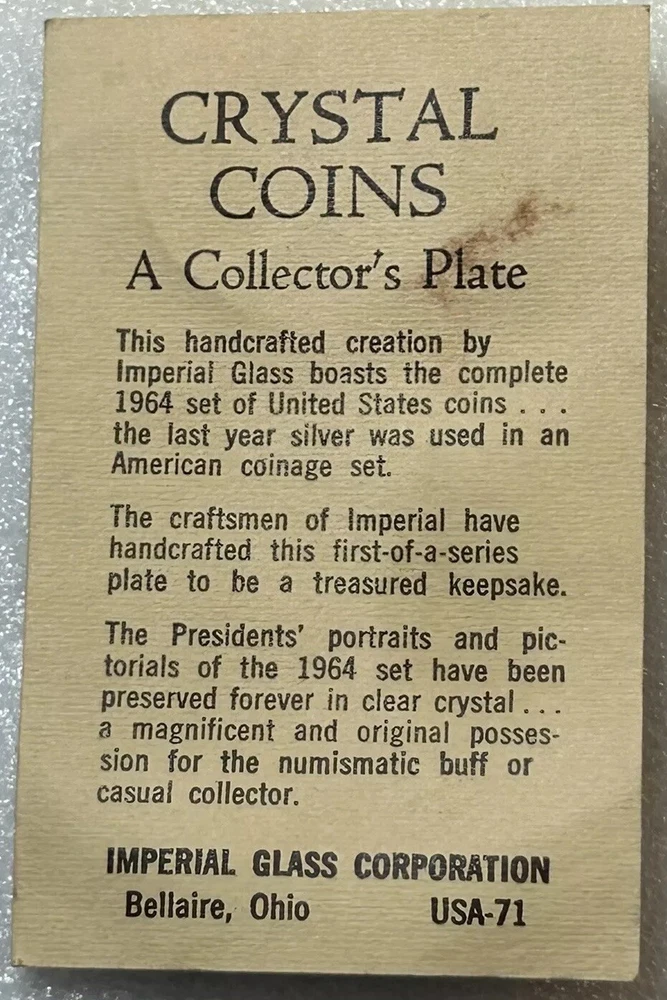 CRYSTAL
COINS
A Collector's Plate
This handcrafted creation by
Imperial Glass boasts the complete
1964 set of United States coins . . .
the last year silver was used in an
American coinage set.
The craftsmen of Imperial have
handcrafted this first-of-a-series
plate to be a treasured keepsake.
The Presidents' portraits and pic-
torials of the 1964 set have been
preserved forever in clear crystal . . .
a magnificent and original posses-
sion for the numismatic buff or
casual collector.
IMPERIAL GLASS CORPORATION
Bellaire, Ohio USA-71